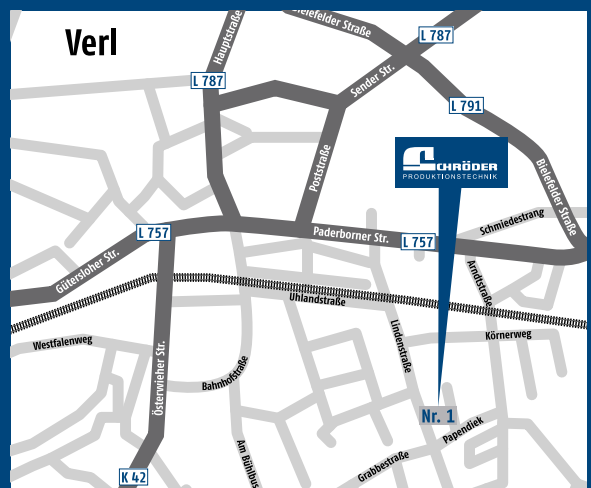 Verl
Hauptstraße
Bielefelder Straße
L 787
L 787
Sender Str.
L 791
SCHRÖDER
PRODUKTIONSTECHNIK
Poststraße
Bielefelder Straße
Schmiedestrang
L 757
Paderborner Str.
L 757
Gütersloher Str.
Arndtstraße
Uhlandstraße
Lindenstraße
Körnerweg
Westfalenweg
Österwieher Str.
Bahnhofstraße
Nr. 1
Papendiek
Am Bühlbus
Grabbestraße
K 42